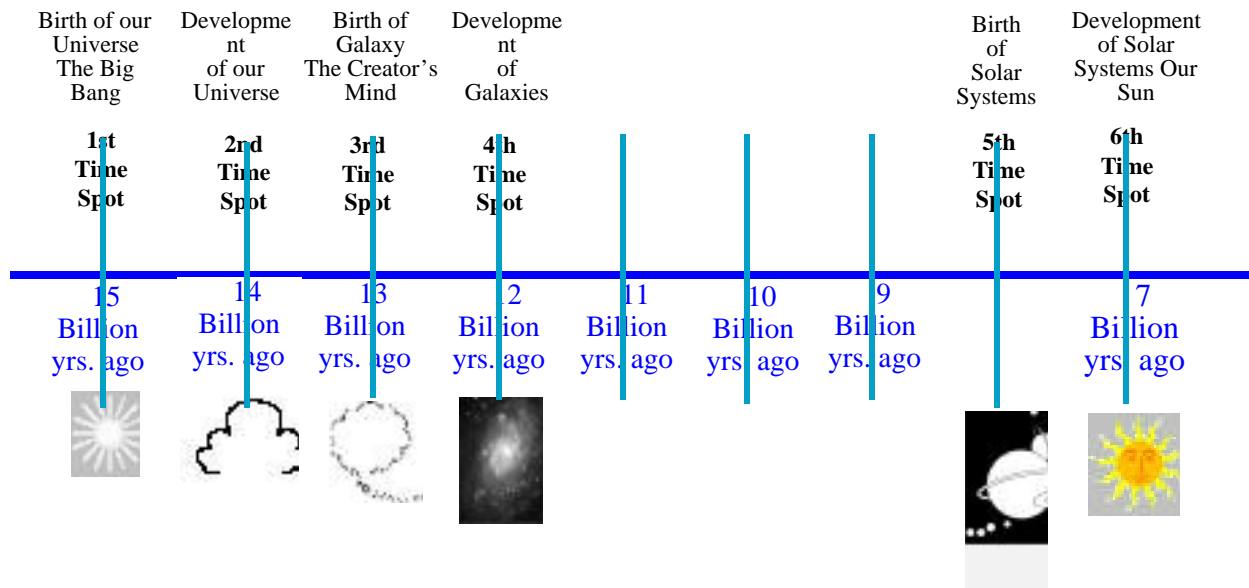 Birth of our
Universe
The Big
Bang
Developme
nt
of our
Universe
Birth of
Galaxy
The Creator's
Mind
Developme
nt
of
Galaxies
Birth
of
Solar
Systems
Development
of Solar
Systems Our
Sun
1st
Time
Spot
2nd
Time
Spot
3rd
Time
Spot
4th
Time
Spot
5th
Time
Spot
6th
Time
Spot
15
Billion
yrs. ago
14
Billion
yrs. ago
13
Billion
yrs. ago
12
Billion
yrs. ago
11
Billion
yrs. ago
10
Billion
yrs. ago
9
Billion
yrs. ago
7
Billion
yrs. ago